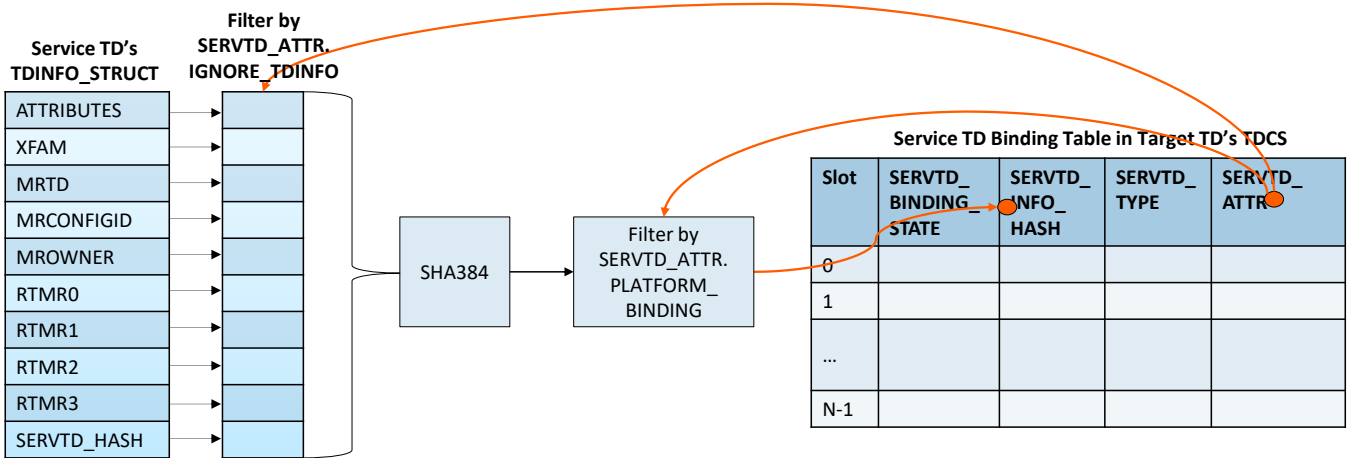 Service TD's
TDINFO_STRUCT
ATTRIBUTES
XFAM
MRTD
MRCONFIGID
MROWNER
RTMR0
RTMR1
RTMR2
RTMR3
SERVTD_HASH
Filter by
SERVTD_ATTR.
IGNORE_TDINFO
SHA384
Filter by
SERVTD_ATTR.
PLATFORM_
BINDING
Service TD Binding Table in Target TD's TDCS
Slot
SERVTD_
BINDING_
STATE
SERVTD_
INFO_
HASH
SERVTD_
TYPE
SERVTD_
ATTR
0
1
…
N-1